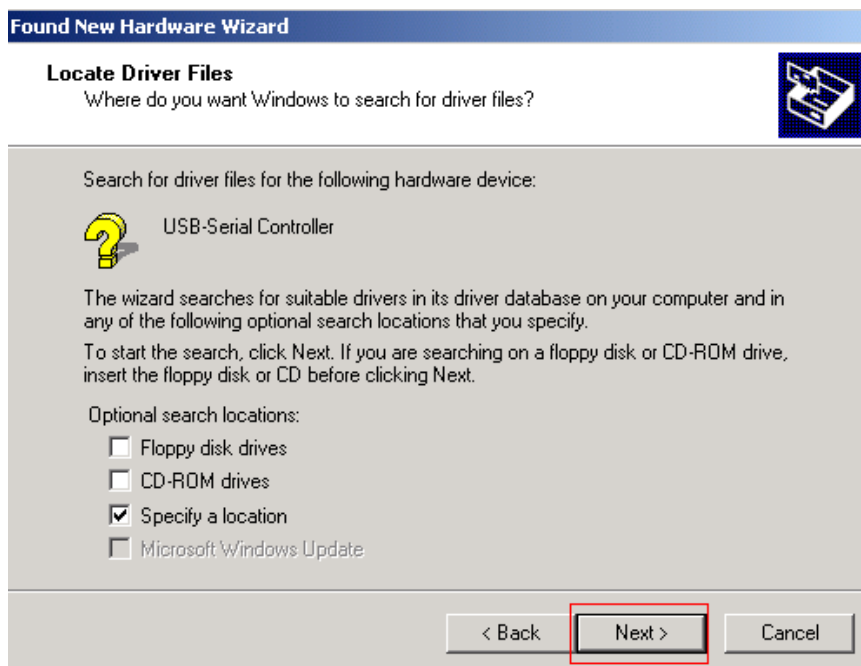 Found New Hardware Wizard
Locate Driver Files
Where do you want Windows to search for driver files?
Search for driver files for the following hardware device:
USB-Serial Controller
The wizard searches for suitable drivers in its driver database on your computer and in
any of the following optional search locations that you specify.
To start the search, click Next. If you are searching on a floppy disk or CD-ROM drive,
insert the floppy disk or CD before clicking Next.
Optional search locations:
Floppy disk drives
CD-ROM drives
Specify a location
Microsoft Windows Update
< Back Next > Cancel